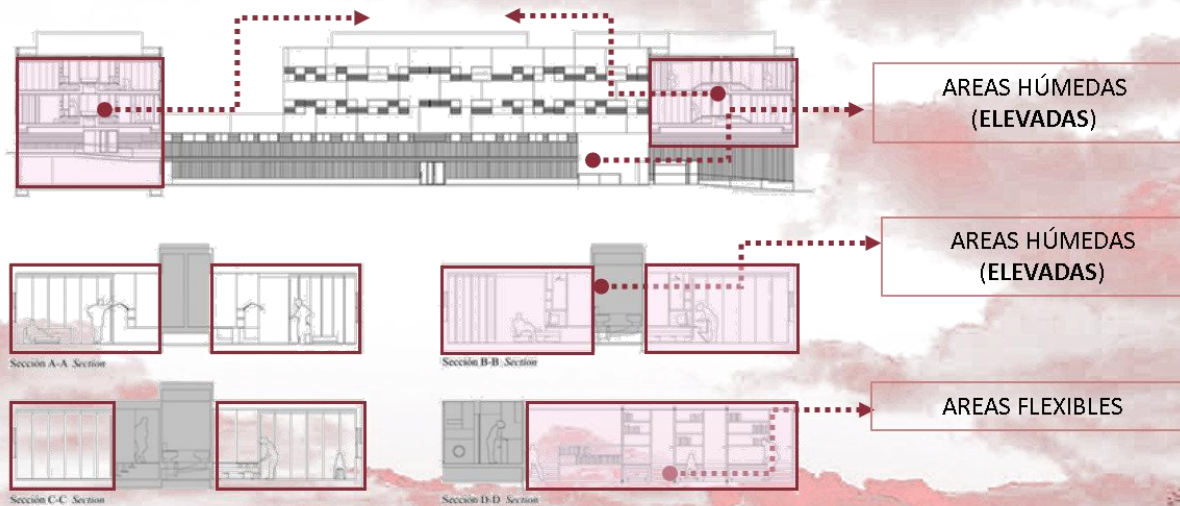 AREAS HÚMEDAS
(ELEVADAS)
AREAS HÚMEDAS
(ELEVADAS)
Sección A-A Section
Sección B-B Section
AREAS FLEXIBLES
Sección C-C Section
Sección D-D Section